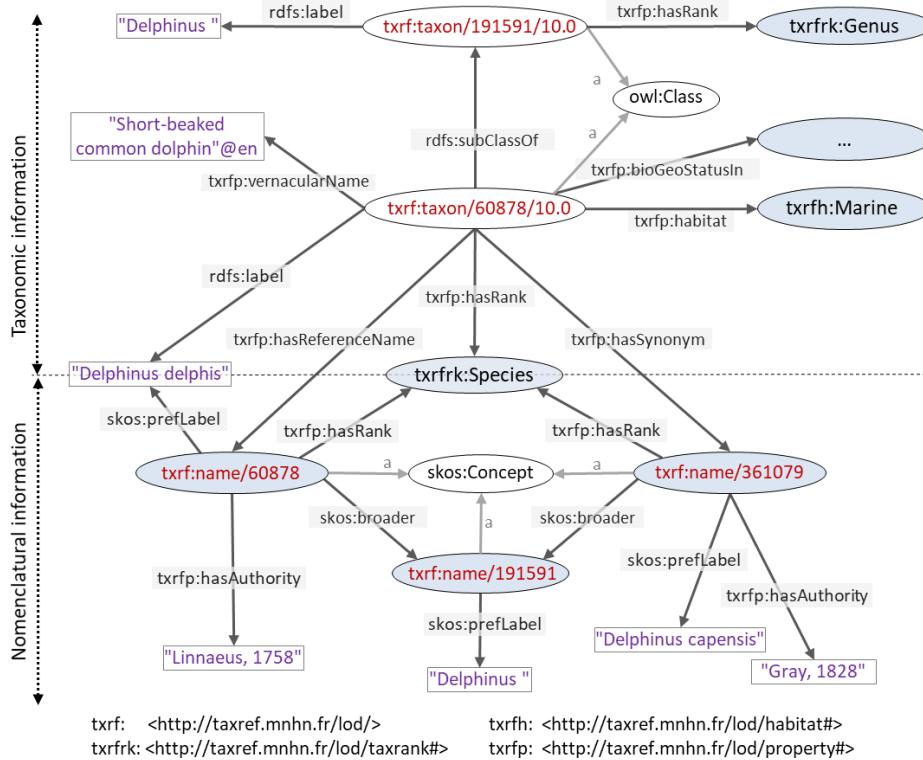 rdfs:label
txrfp:hasRank
"Delphinus "
txrf:taxon/191591/10.0
txrfrk:Genus
a
owl:Class
"Short-beaked
common dolphin"@en
a
rdfs:subClassOf
...
txrfp:bioGeoStatusIn
txrfp:vernacularName
txrf:taxon/60878/10.0
txrfh:Marine
txrfp:habitat
Taxonomic information
rdfs:label
txrfp:hasRank
txrfp:hasReferenceName
txrfp:hasSynonym
"Delphinus delphis"
txrfrk:Species
skos:prefLabel
txrfp:hasRank
txrfp:hasRank
Nomenclatural information
txrf:name/60878
a
skos:Concept
a
txrf:name/361079
skos:broader
a
skos:broader
skos:prefLabel
txrfp:hasAuthority
txrf:name/191591
txrfp:hasAuthority
skos:prefLabel
"Delphinus capensis"
"Linnaeus, 1758"
"Delphinus "
"Gray, 1828"
txrf: <http://taxref.mnhn.fr/lod/>
txrfh: <http://taxref.mnhn.fr/lod/habitat#>
txrfrk: <http://taxref.mnhn.fr/lod/taxrank#>
txrfp: <http://taxref.mnhn.fr/lod/property#>